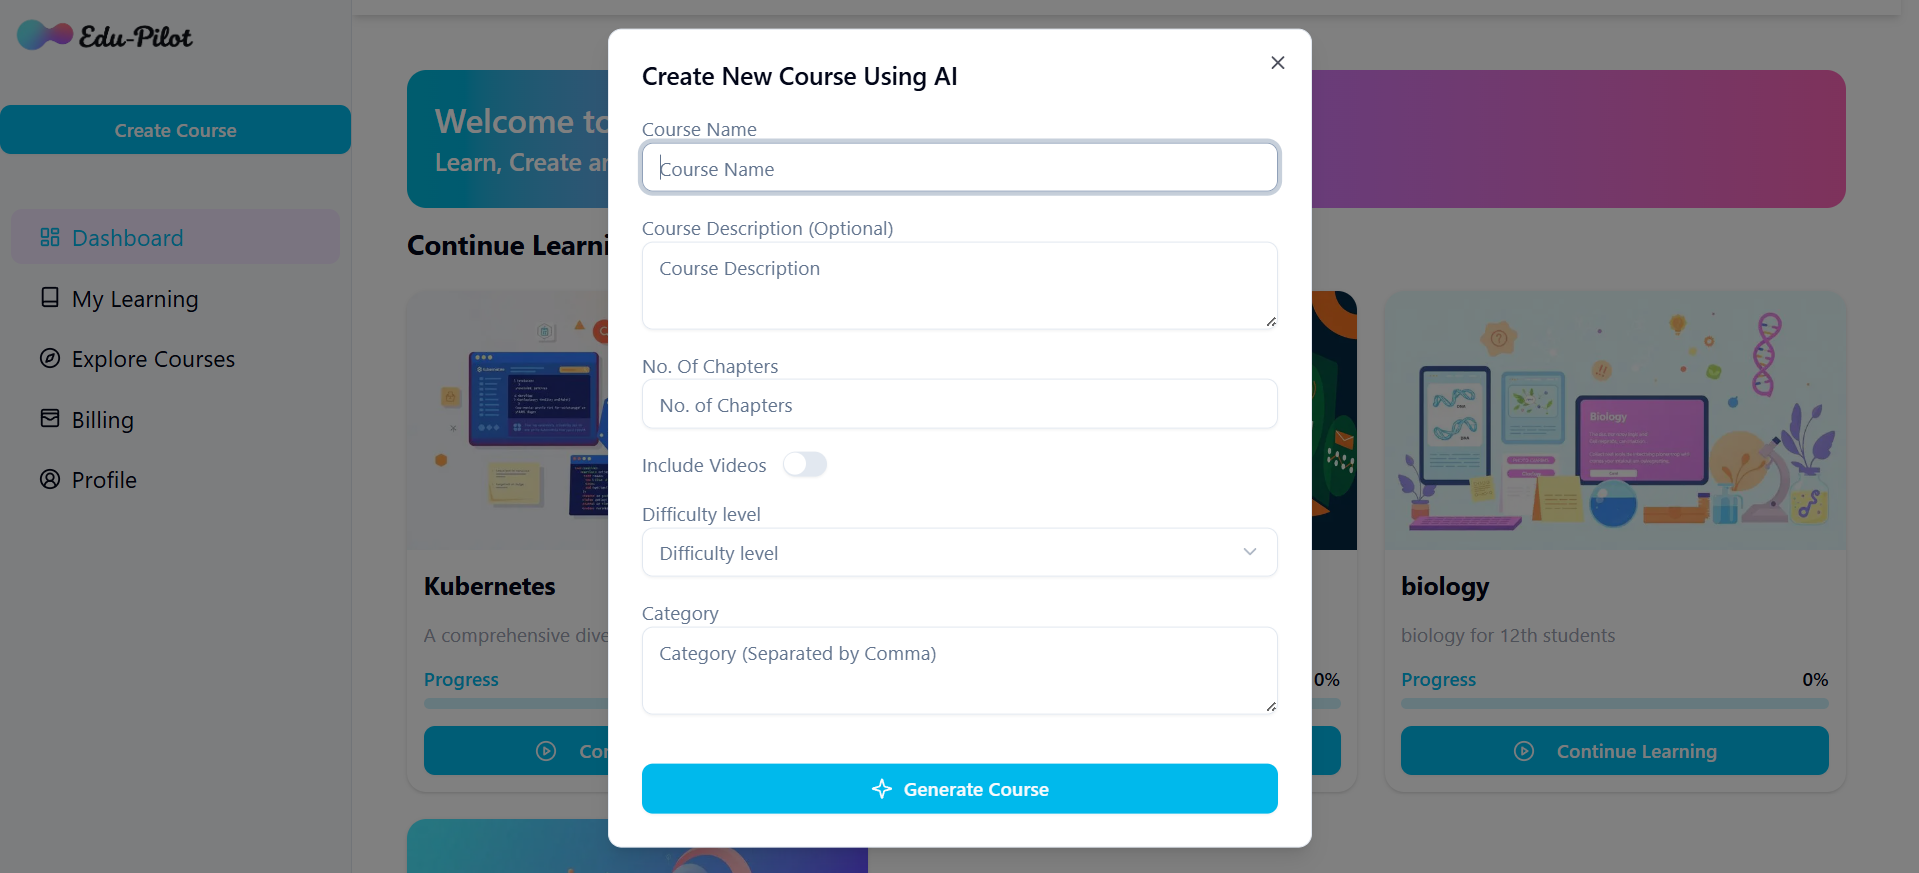 Edu-Pilot
Create Course
Dashboard
My Learning
Explore Courses
Billing
Profile
Welcome to
Learn, Create an
Continue Learni
Kubernetes
A comprehensive dive
Progress
Con
0%
Biology
biology
biology for 12th students
Progress
0%
Continue Learning
Create New Course Using AI
Course Name
Course Name
Course Description (Optional)
Course Description
No. Of Chapters
No. of Chapters
Include Videos
Difficulty level
Difficulty level
Category
Category (Separated by Comma)
Generate Course